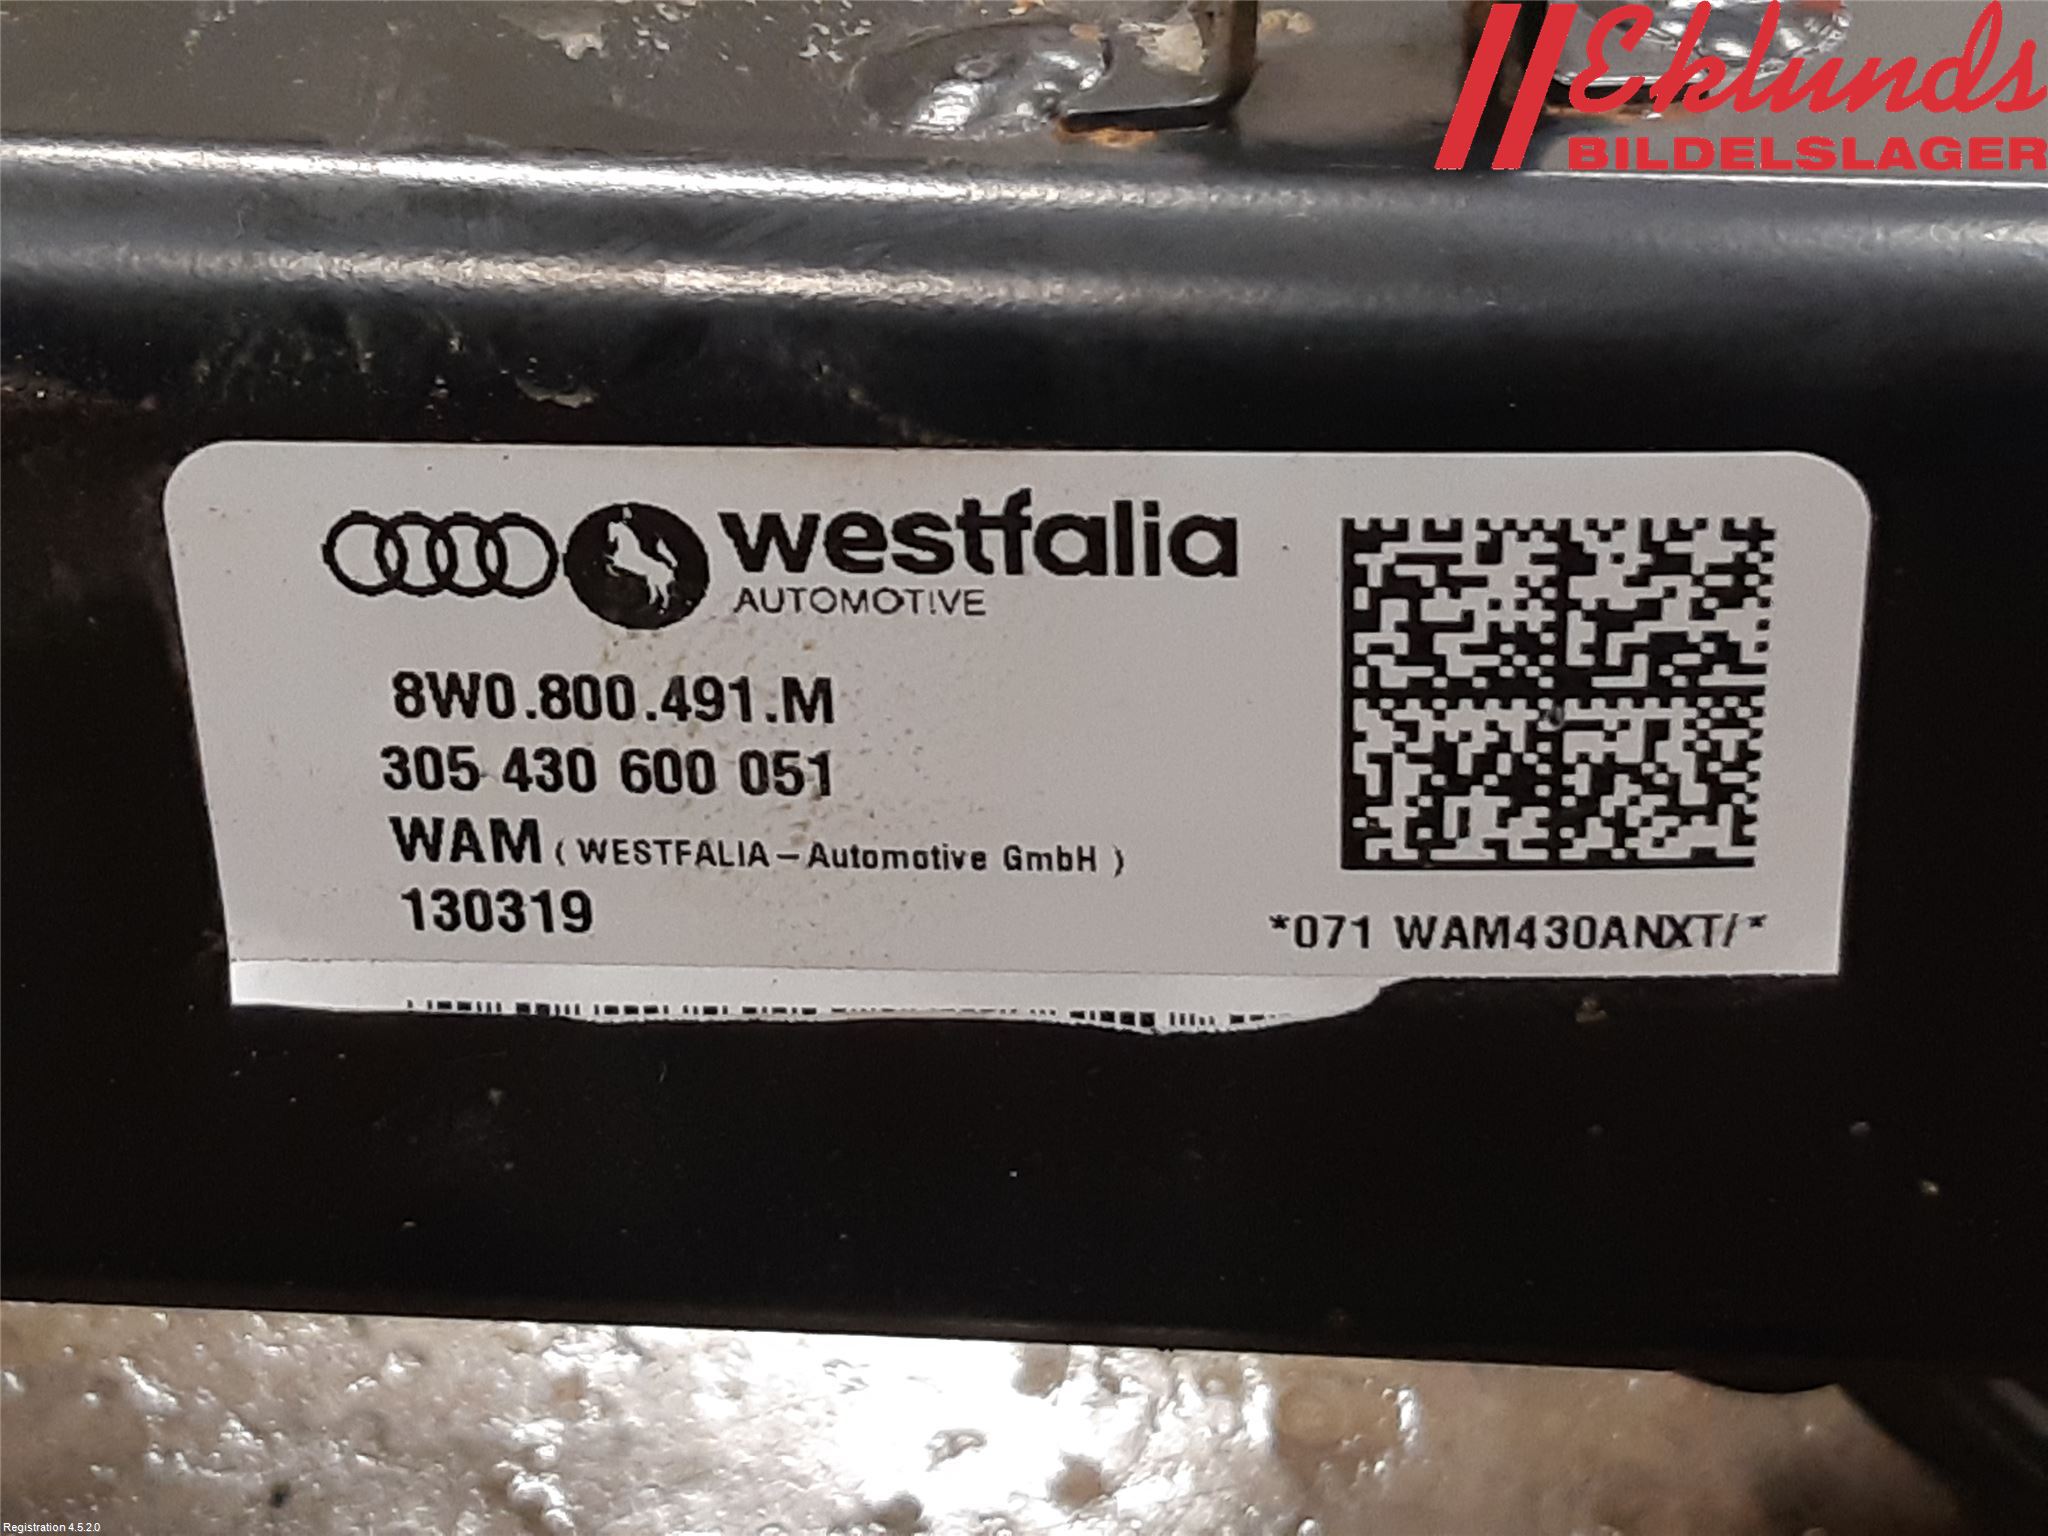 Eklunds
BILDELSLAGER
westfalia
AUTOMOTIVE
8W0.800.491.M
305 430 600 051
WAM ( WESTFALIA – Automotive GmbH )
130319
*071 WAM430ANXT/*
Registration 4.5.2.0